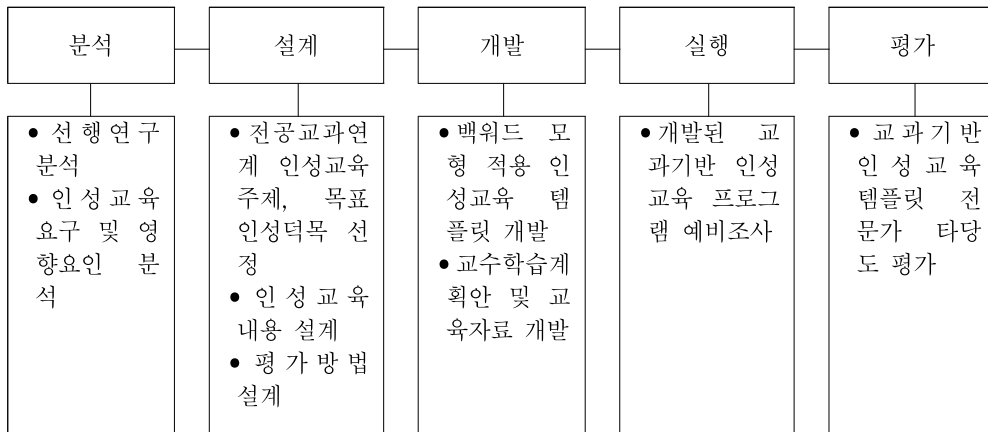 분석
설계
개발
실행
평가
● 선행연구
분석
● 인성교육
요구 및 영
향요인 분
석
● 전공교과연
계 인성교육
주제, 목표
인성덕목 선
정
● 인성교육
내용 설계
● 평가방법
설계
● 백워드 모
형 적용 인
성교육 템
플릿 개발
● 교수학습계
획안 및 교
육자료 개발
● 개발된 교
과기반 인성
교육 프로그
램 예비조사
● 교과기반
인성교육
템플릿 전
문가 타당
도 평가